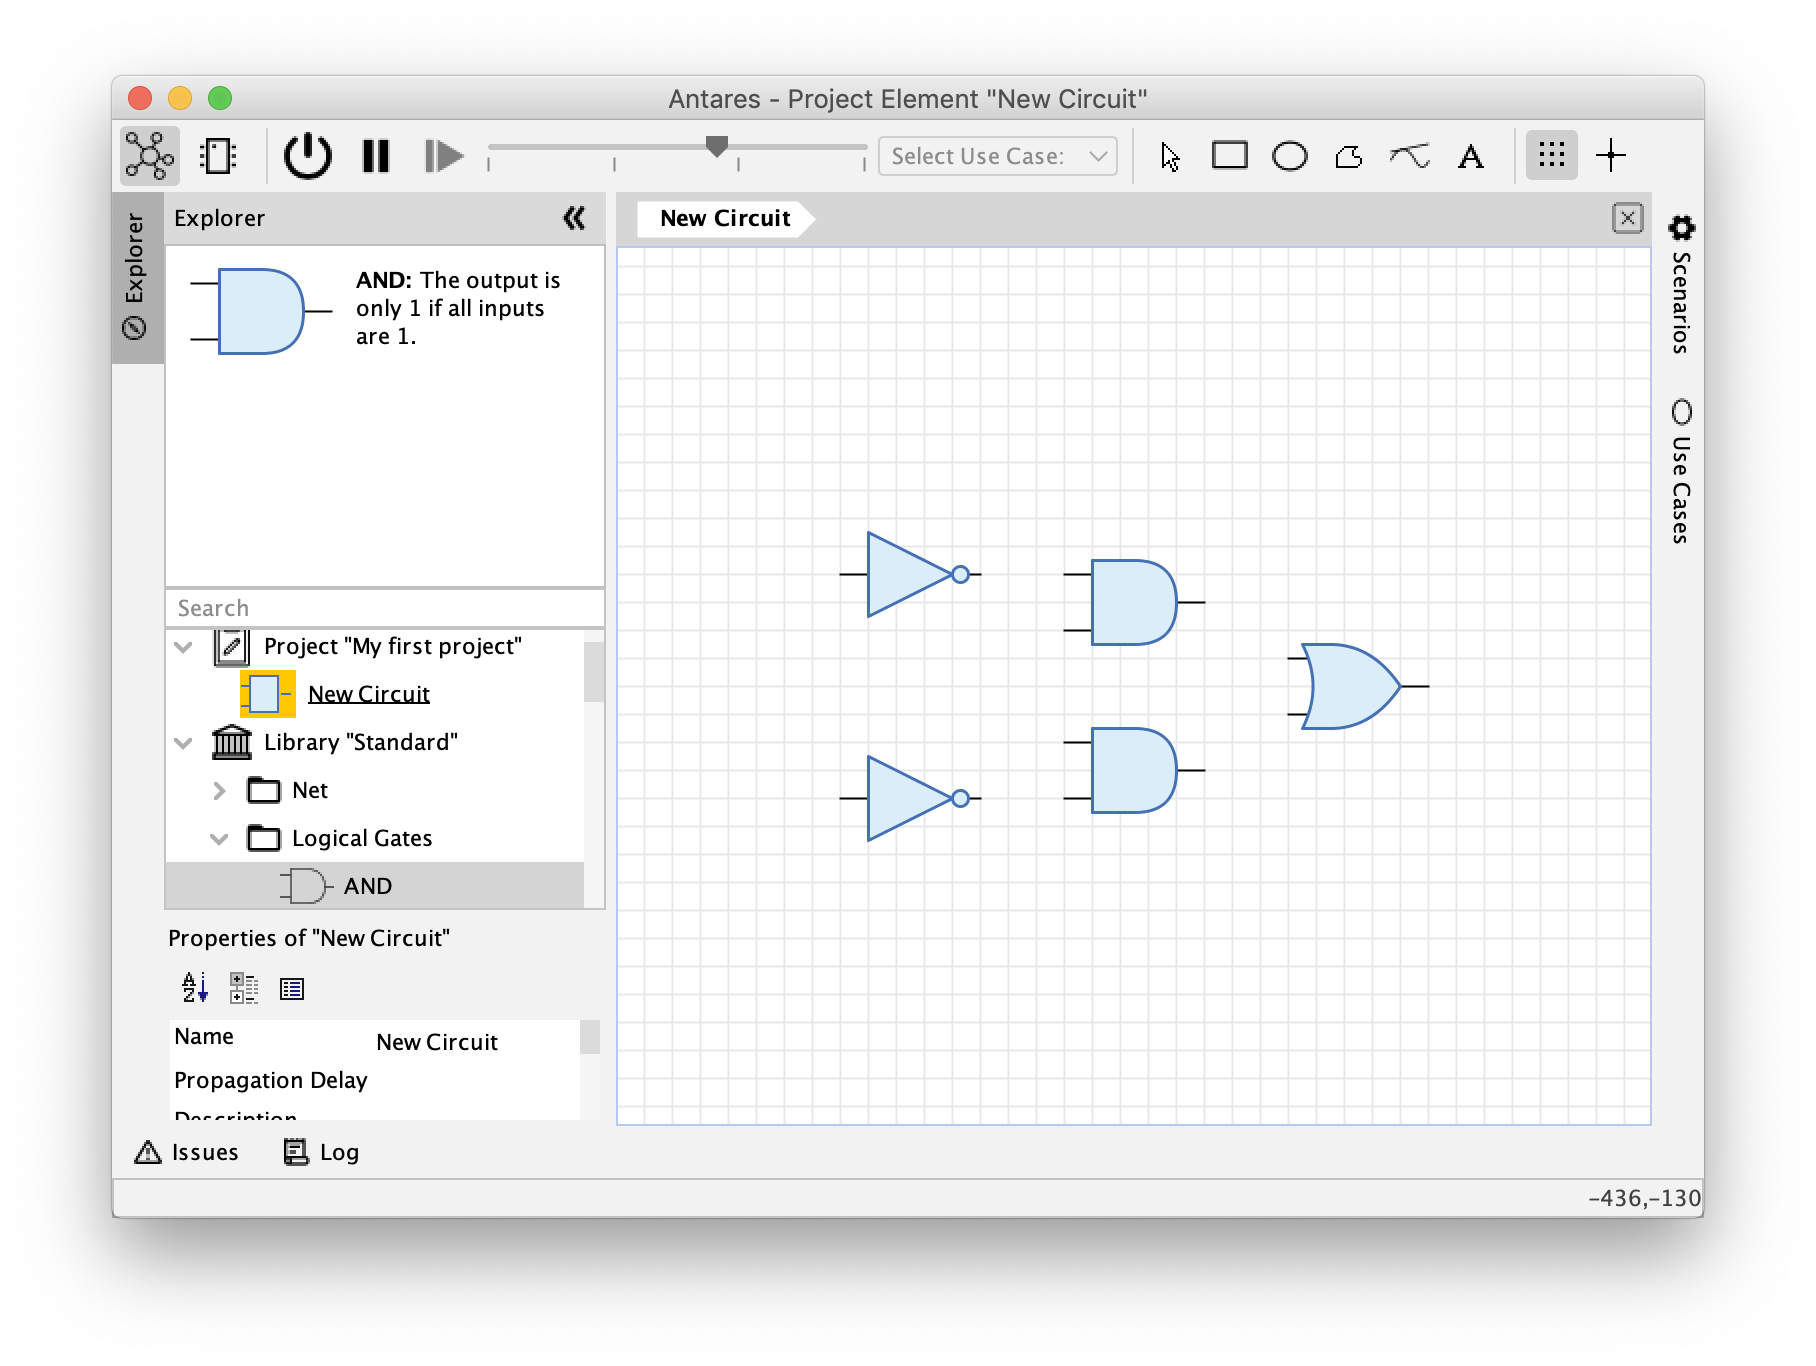 Antares - Project Element "New Circuit"
Select Use Case:
A
Explorer
Explorer
New Circuit
AND: The output is
only 1 if all inputs
are 1.
Search
Project "My first project"
New Circuit
Library "Standard"
Net
Logical Gates
AND
Properties of "New Circuit"
A
Z
Name
New Circuit
Propagation Delay
Description
Scenarios
Use Cases
Issues
Log
-436,-130